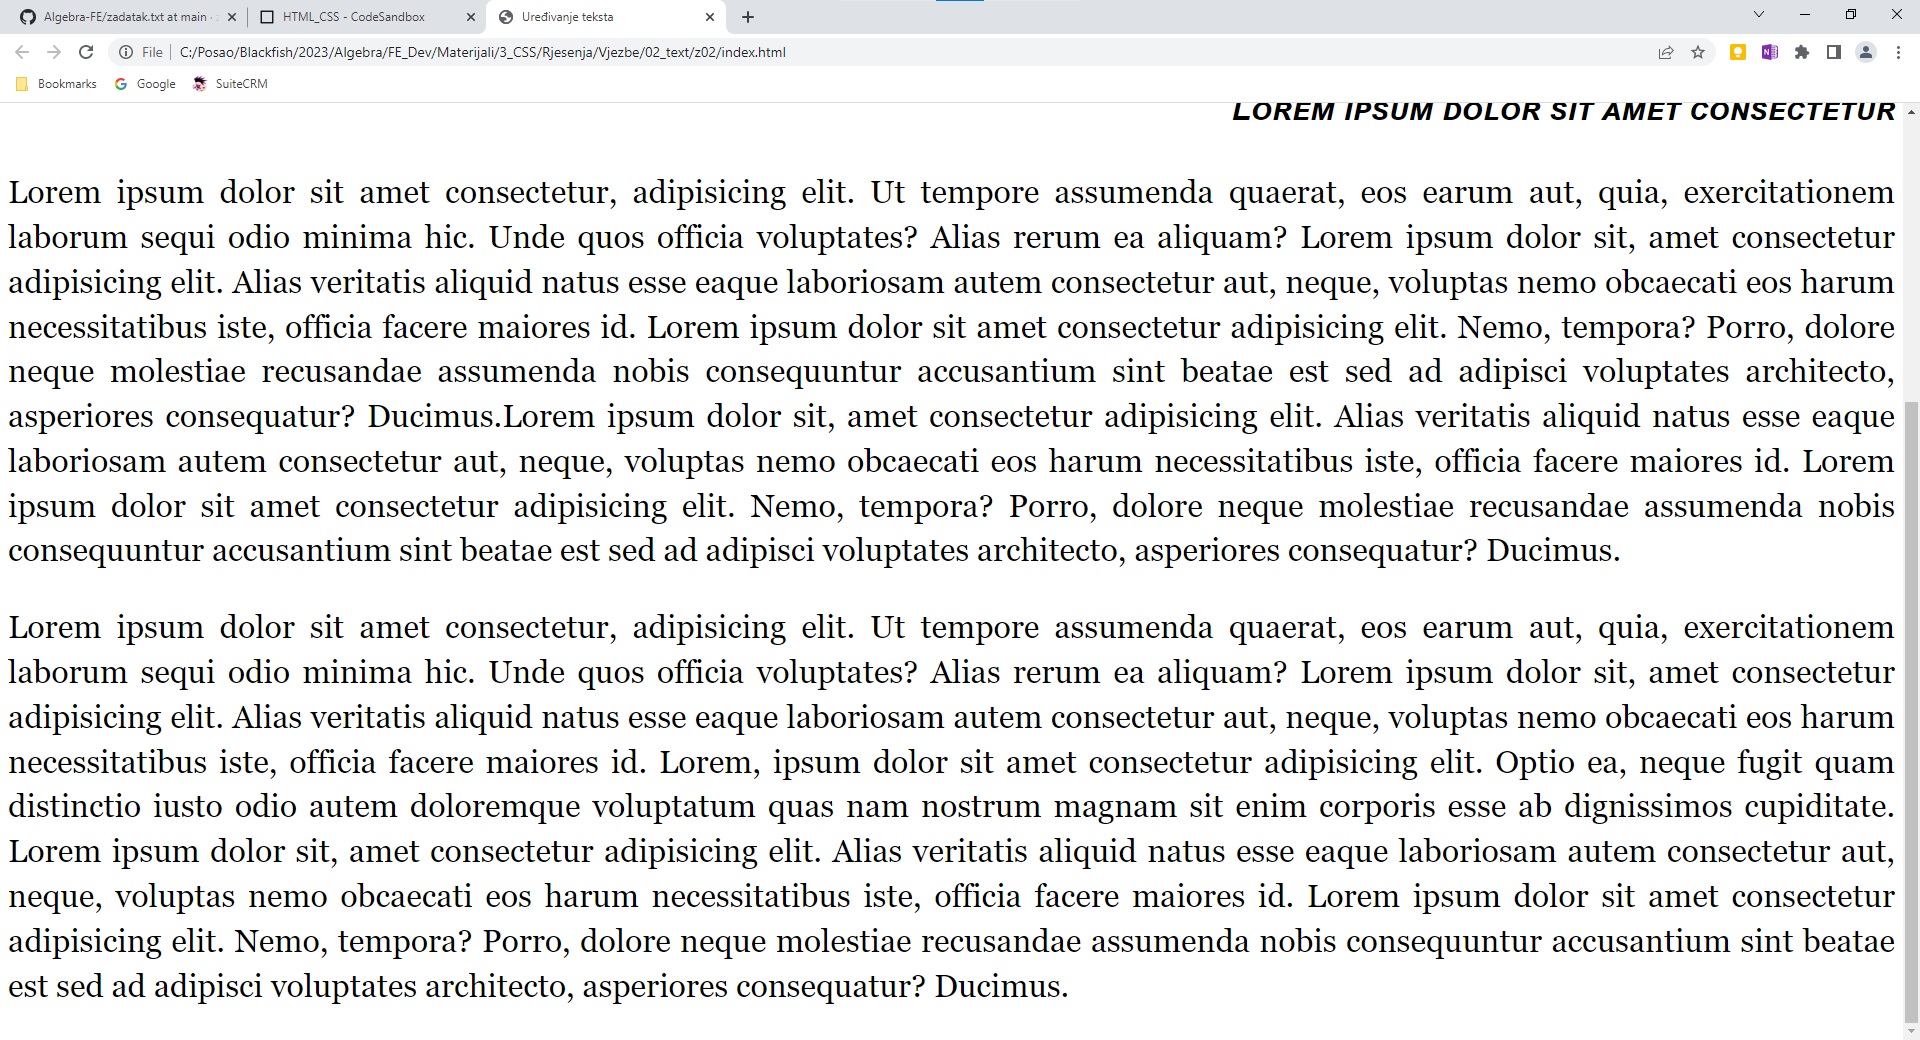 Algebra-FE/zadatak.txt at main ·
HTML_CSS - CodeSandbox
Uređivanje teksta
File
C:/Posao/Blackfish/2023/Algebra/FE_Dev/Materijali/3_CSS/Rjesenja/Vjezbe/02_text/z02/index.html
Bookmarks
Google
SuiteCRM
LOREM IPSUM DOLOR SIT AMET CONSECTETUR
Lorem ipsum dolor sit amet consectetur, adipisicing elit. Ut tempore assumenda quaerat, eos earum aut, quia, exercitationem
laborum sequi odio minima hic. Unde quos officia voluptates? Alias rerum ea aliquam? Lorem ipsum dolor sit, amet consectetur
adipisicing elit. Alias veritatis aliquid natus esse eaque laboriosam autem consectetur aut, neque, voluptas nemo obcaecati eos harum
necessitatibus iste, officia facere maiores id. Lorem ipsum dolor sit amet consectetur adipisicing elit. Nemo, tempora? Porro, dolore
neque molestiae recusandae assumenda nobis consequuntur accusantium sint beatae est sed ad adipisci voluptates architecto,
asperiores consequatur? Ducimus.Lorem ipsum dolor sit, amet consectetur adipisicing elit. Alias veritatis aliquid natus esse eaque
laboriosam autem consectetur aut, neque, voluptas nemo obcaecati eos harum necessitatibus iste, officia facere maiores id. Lorem
ipsum dolor sit amet consectetur adipisicing elit. Nemo, tempora? Porro, dolore neque molestiae recusandae assumenda nobis
consequuntur accusantium sint beatae est sed ad adipisci voluptates architecto, asperiores consequatur? Ducimus.
Lorem ipsum dolor sit amet consectetur, adipisicing elit. Ut tempore assumenda quaerat, eos earum aut, quia, exercitationem
laborum sequi odio minima hic. Unde quos officia voluptates? Alias rerum ea aliquam? Lorem ipsum dolor sit, amet consectetur
adipisicing elit. Alias veritatis aliquid natus esse eaque laboriosam autem consectetur aut, neque, voluptas nemo obcaecati eos harum
necessitatibus iste, officia facere maiores id. Lorem, ipsum dolor sit amet consectetur adipisicing elit. Optio ea, neque fugit quam
distinctio iusto odio autem doloremque voluptatum quas nam nostrum magnam sit enim corporis esse ab dignissimos cupiditate.
Lorem ipsum dolor sit, amet consectetur adipisicing elit. Alias veritatis aliquid natus esse eaque laboriosam autem consectetur aut,
neque, voluptas nemo obcaecati eos harum necessitatibus iste, officia facere maiores id. Lorem ipsum dolor sit amet consectetur
adipisicing elit. Nemo, tempora? Porro, dolore neque molestiae recusandae assumenda nobis consequuntur accusantium sint beatae
est sed ad adipisci voluptates architecto, asperiores consequatur? Ducimus.